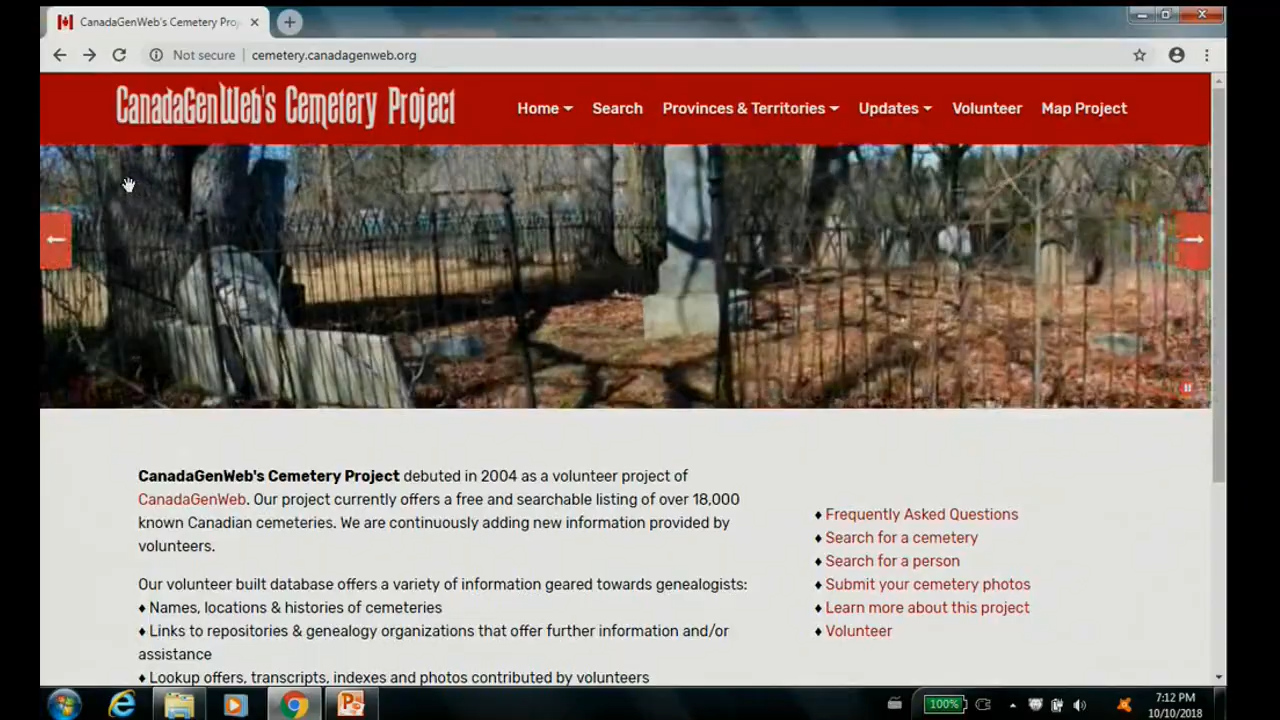 CanadaGenWeb's Cemetery Proj
Not secure | cemetery.canadagenweb.org
CanadaGenWeb's Cemetery Project
Home Search Provinces & Territories Updates Volunteer Map Project
CanadaGenWeb's Cemetery Project debuted in 2004 as a volunteer project of
CanadaGenWeb. Our project currently offers a free and searchable listing of over 18,000
known Canadian cemeteries. We are continuously adding new information provided by
volunteers.
Our volunteer built database offers a variety of information geared towards genealogists:
♦ Names, locations & histories of cemeteries
♦ Links to repositories & genealogy organizations that offer further information and/or
assistance
♦ Lookup offers, transcripts, indexes and photos contributed by volunteers
♦ Frequently Asked Questions
♦ Search for a cemetery
♦ Search for a person
♦ Submit your cemetery photos
♦ Learn more about this project
♦ Volunteer
100%
7:12 PM
10/10/2018